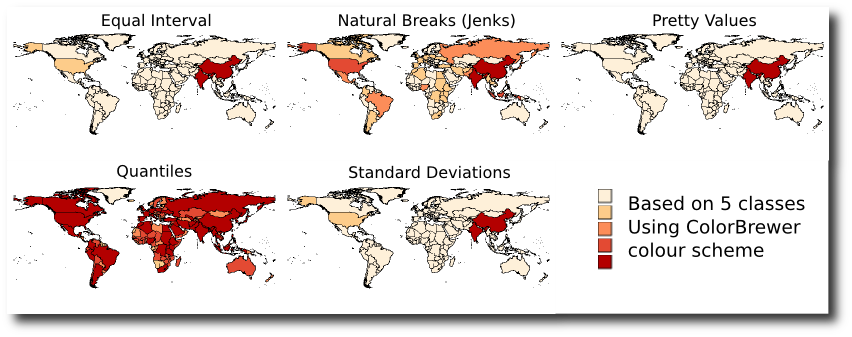 Equal Interval
Natural Breaks (Jenks)
Pretty Values
Quantiles
Standard Deviations
Based on 5 classes
Using ColorBrewer
colour scheme